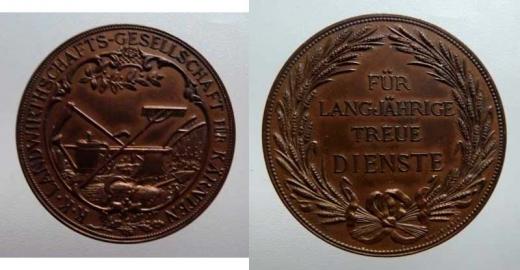 K.K. LANDWIRTHSCHAFTS-GESELLSCHAFT IN KÄRNTEN
FÜR
LANGJÄHRIGE
TREUE
DIENSTE